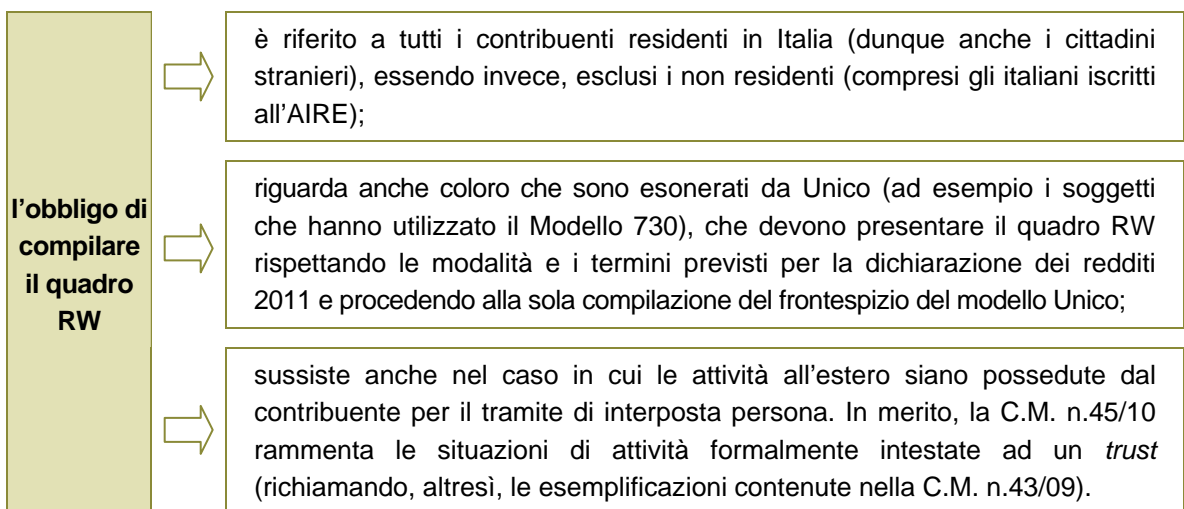 l'obbligo di
compilare
il quadro
RW
è riferito a tutti i contribuenti residenti in Italia (dunque anche i cittadini
stranieri), essendo invece, esclusi i non residenti (compresi gli italiani iscritti
all'AIRE);
riguarda anche coloro che sono esonerati da Unico (ad esempio i soggetti
che hanno utilizzato il Modello 730), che devono presentare il quadro RW
rispettando le modalità e i termini previsti per la dichiarazione dei redditi
2011 e procedendo alla sola compilazione del frontespizio del modello Unico;
sussiste anche nel caso in cui le attività all'estero siano possedute dal
contribuente per il tramite di interposta persona. In merito, la C.M. n.45/10
rammenta le situazioni di attività formalmente intestate ad un trust
(richiamando, altresì, le esemplificazioni contenute nella C.M. n.43/09).